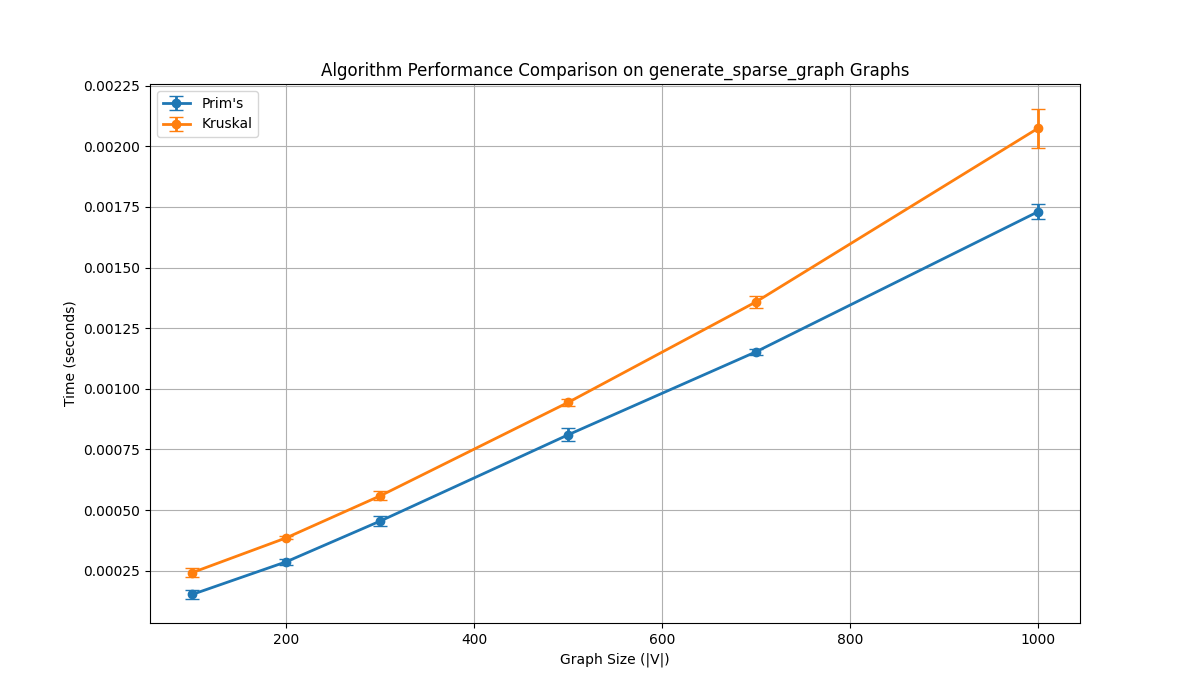 Algorithm Performance Comparison on generate_sparse_graph Graphs
Prim's
Kruskal
0.00225
0.00200
0.00175
0.00150
0.00125
0.00100
0.00075
0.00050
0.00025
Time (seconds)
200 400 600 800 1000
Graph Size (|V|)